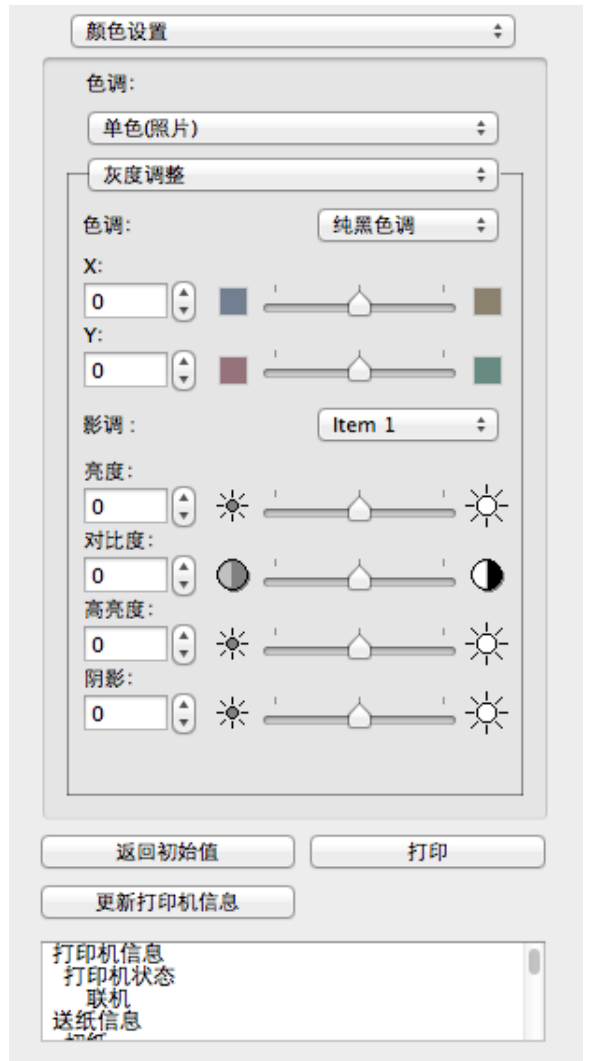 颜色设置
色调:
单色(照片)
灰度调整
色调: 纯黑色调
X:
0
Y:
0
影调 : Item 1
亮度:
0
对比度:
0
高亮度:
0
阴影:
0
返回初始值 打印
更新打印机信息
打印机信息
打印机状态
联机
送纸信息